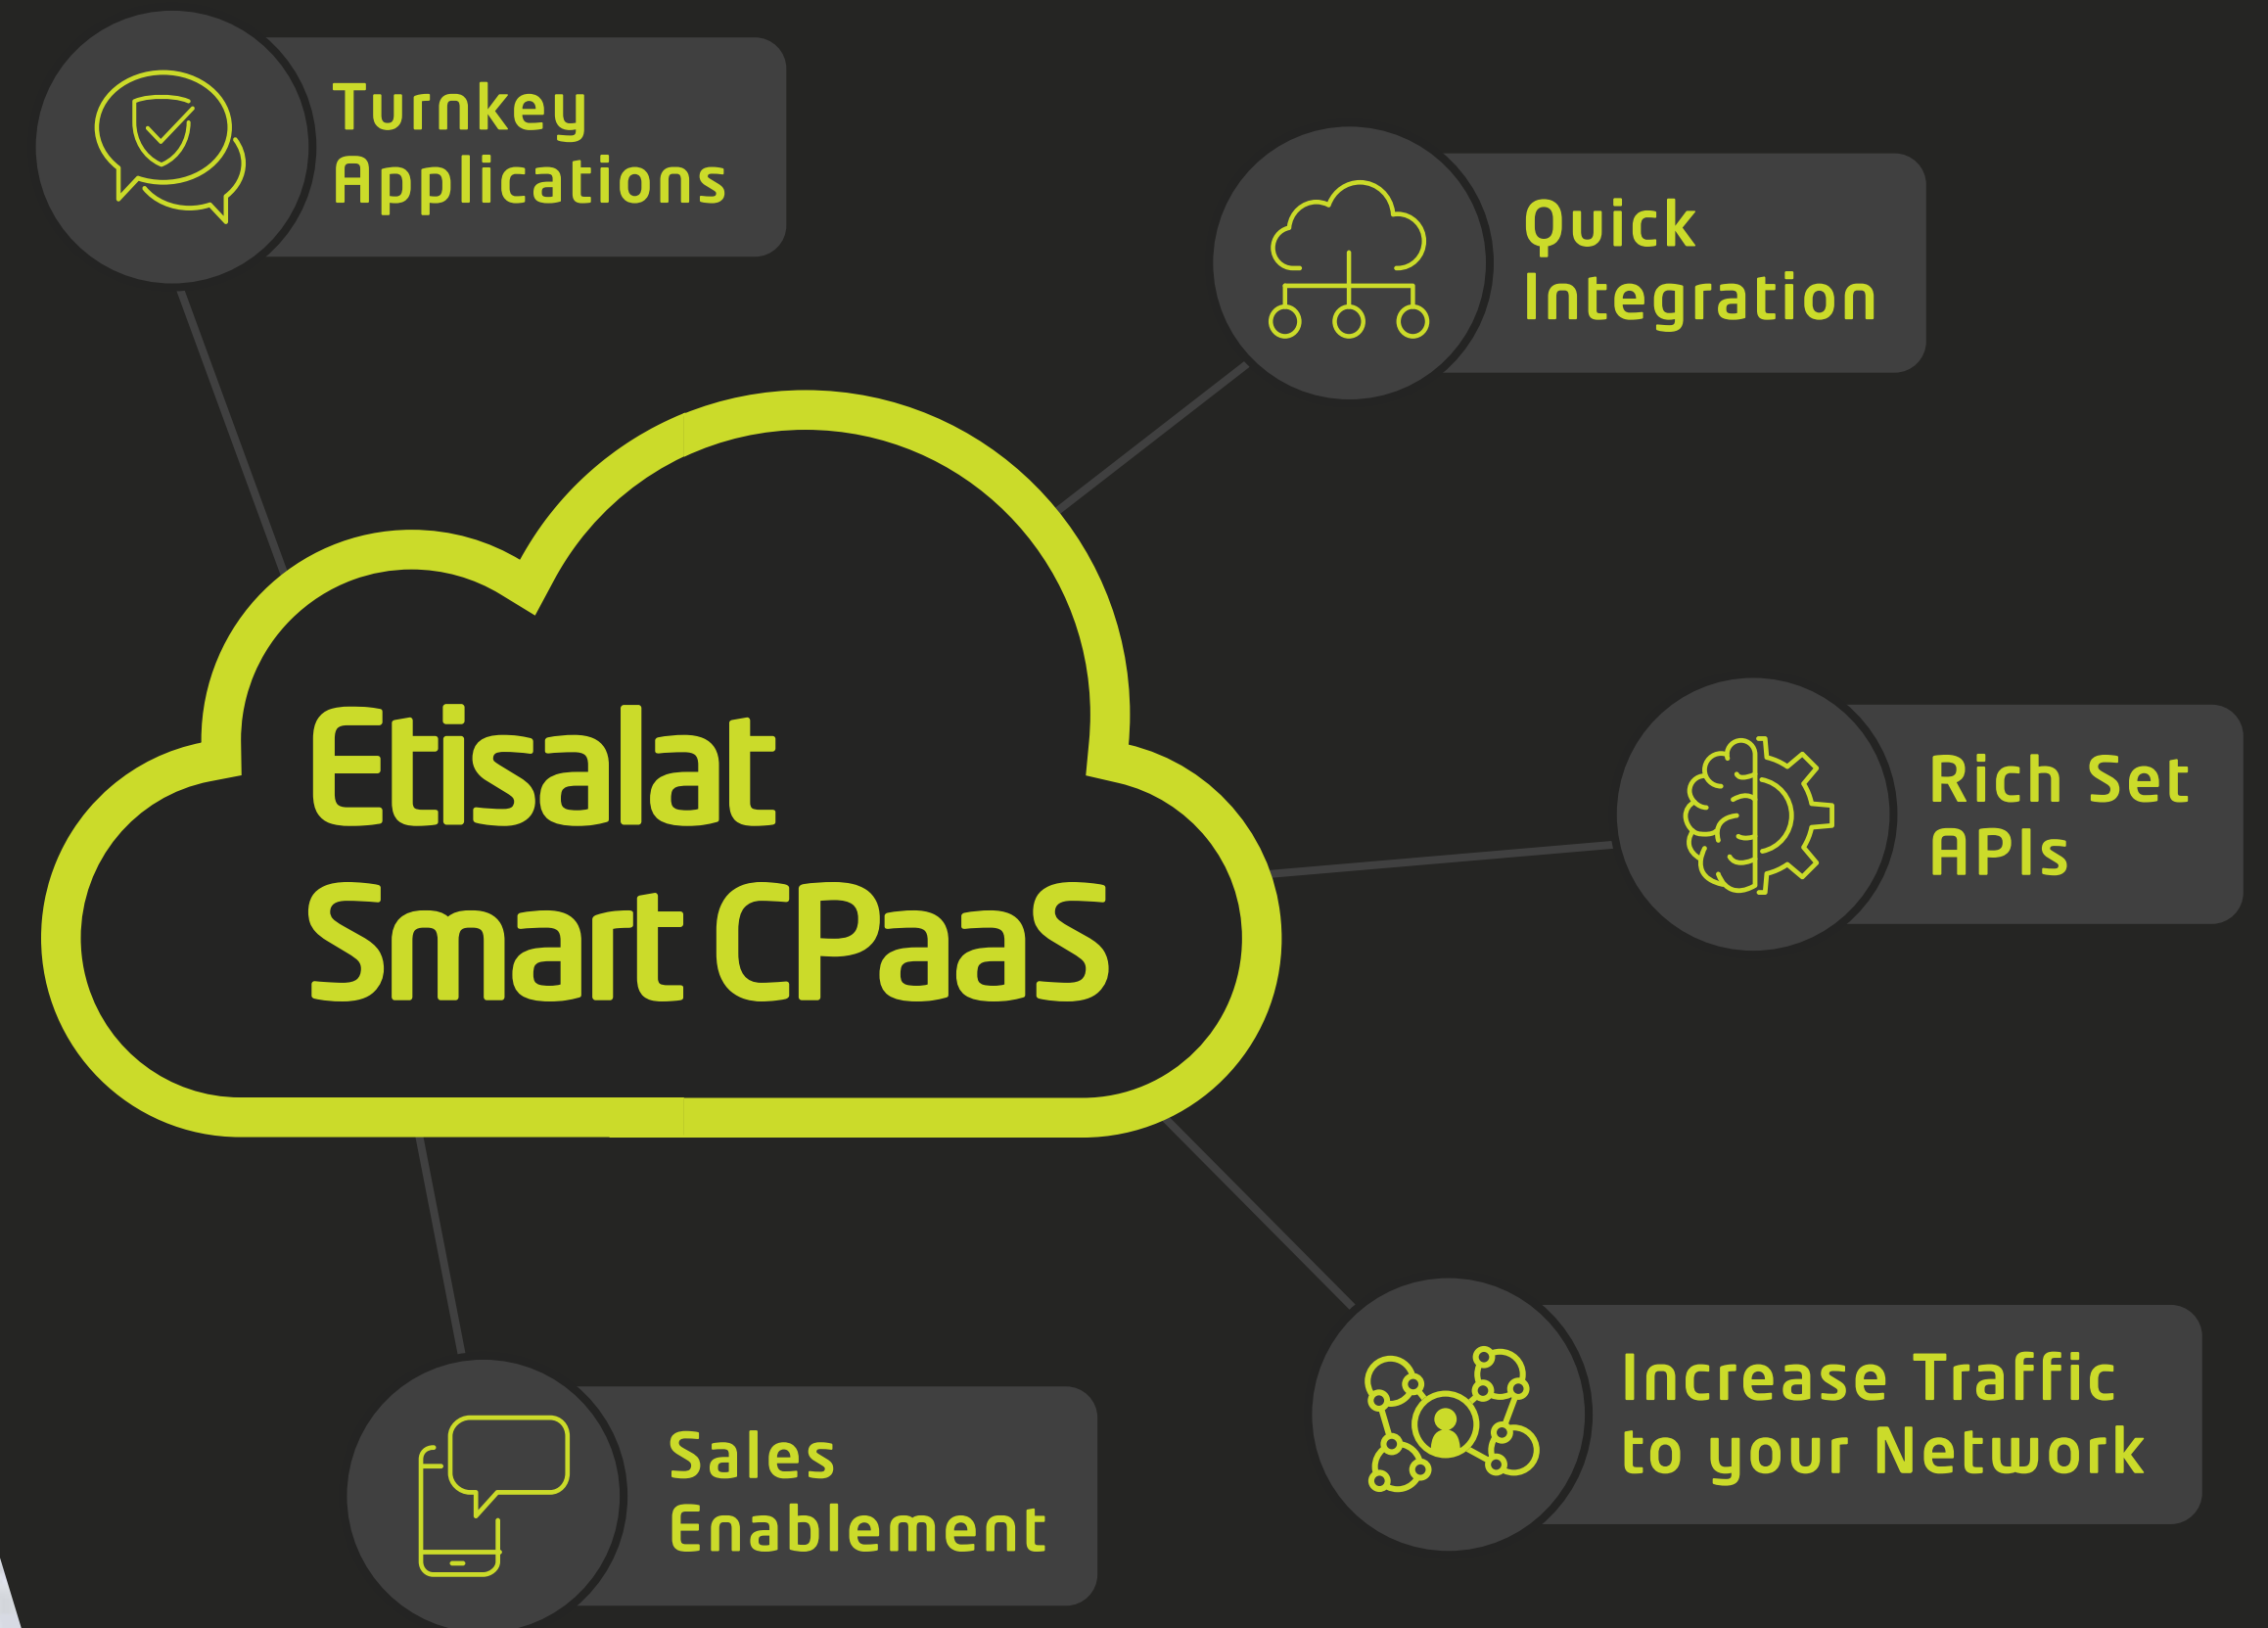 Turnkey
Applications
Quick
Integration
Etisalat
Smart CPaaS
Rich Set
APIs
Increase Traffic
to your Network
Sales
Enablement